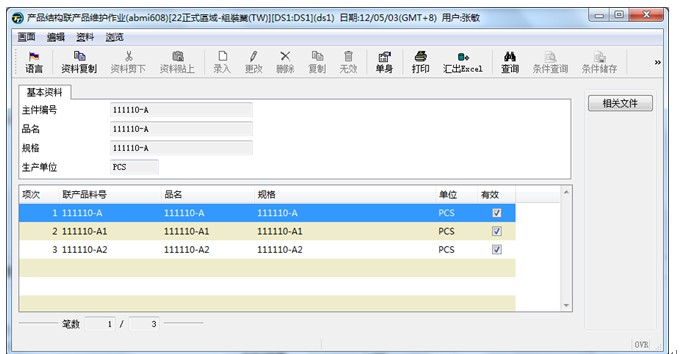 产品结构联产品维护作业(abmi608)[22正式區域-組裝業(TW)][DS1:DS1](ds1) 日期:12/05/03(GMT+8) 用户:张敏
画面 编辑 资料 浏览
语言 资料复制 资料剪下 资料贴上 录入 更改 删除 复制 无效 单身 打印 汇出Excel 查询 条件查询 条件储存 »
基本资料
相关文件
主件编号 111110-A
品名 111110-A
规格 111110-A
生产单位 PCS
项次 联产品料号 品名 规格 单位 有效
1 111110-A 111110-A 111110-A PCS
2 111110-A1 111110-A1 111110-A1 PCS
3 111110-A2 111110-A2 111110-A2 PCS
笔数 1 / 3
OVR